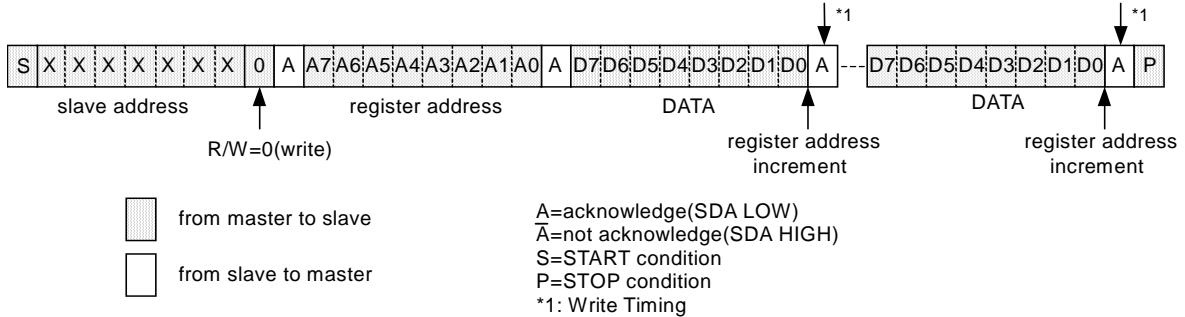 *1 *1
S X X X X X X X 0 A A7 A6 A5 A4 A3 A2 A1 A0 A D7 D6 D5 D4 D3 D2 D1 D0 A ---- D7 D6 D5 D4 D3 D2 D1 D0 A P
slave address register address DATA DATA
R/W=0(write)
register address
increment
register address
increment
from master to slave
from slave to master
A=acknowledge(SDA LOW)
A̅=not acknowledge(SDA HIGH)
S=START condition
P=STOP condition
*1: Write Timing